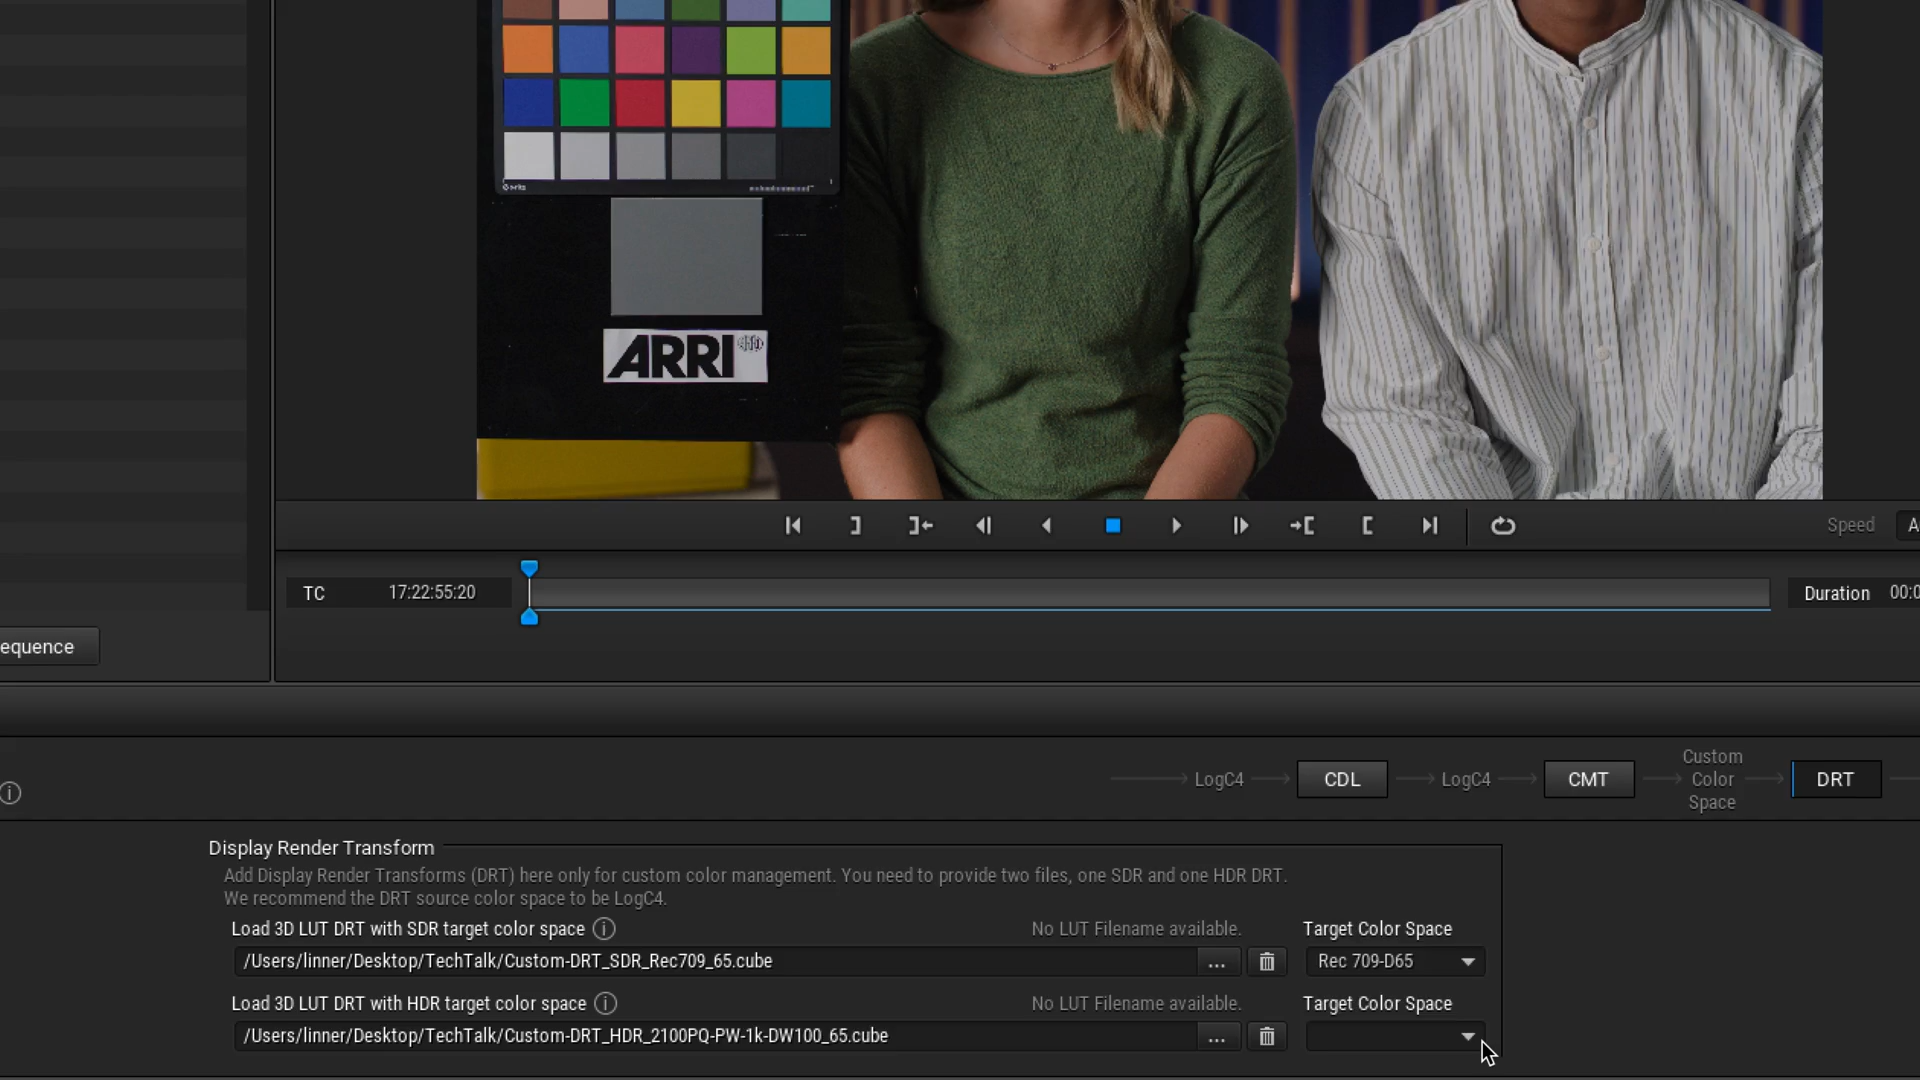 ARRI
Speed
TC 17:22:55:20
Duration 00:0
equence
LogC4
CDL
LogC4
CMT
Custom
Color
Space
DRT
Display Render Transform
Add Display Render Transforms (DRT) here only for custom color management. You need to provide two files, one SDR and one HDR DRT.
We recommend the DRT source color space to be LogC4.
Load 3D LUT DRT with SDR target color space No LUT Filename available. Target Color Space
/Users/linner/Desktop/TechTalk/Custom-DRT_SDR_Rec709_65.cube ... Rec 709-D65
Load 3D LUT DRT with HDR target color space No LUT Filename available. Target Color Space
/Users/linner/Desktop/TechTalk/Custom-DRT_HDR_2100PQ-PW-1k-DW100_65.cube ...